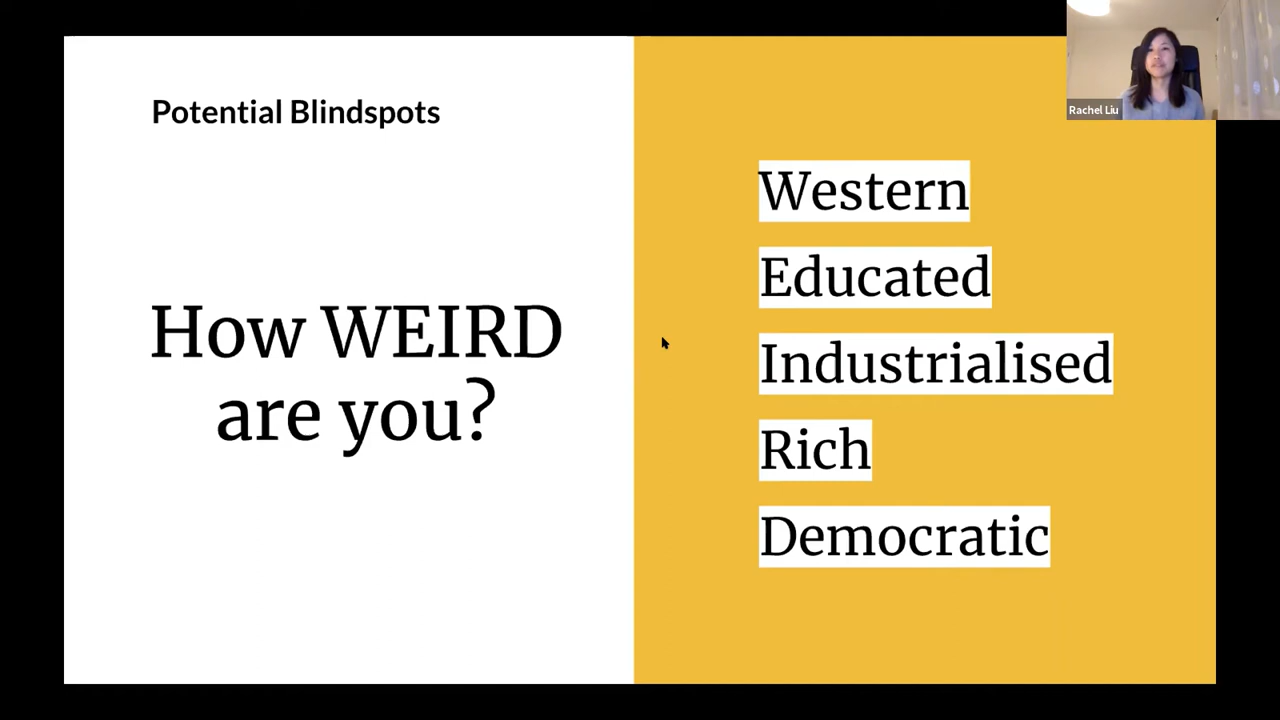 Potential Blindspots
How WEIRD
are you?
Western
Educated
Industrialised
Rich
Democratic
Rachel Liu